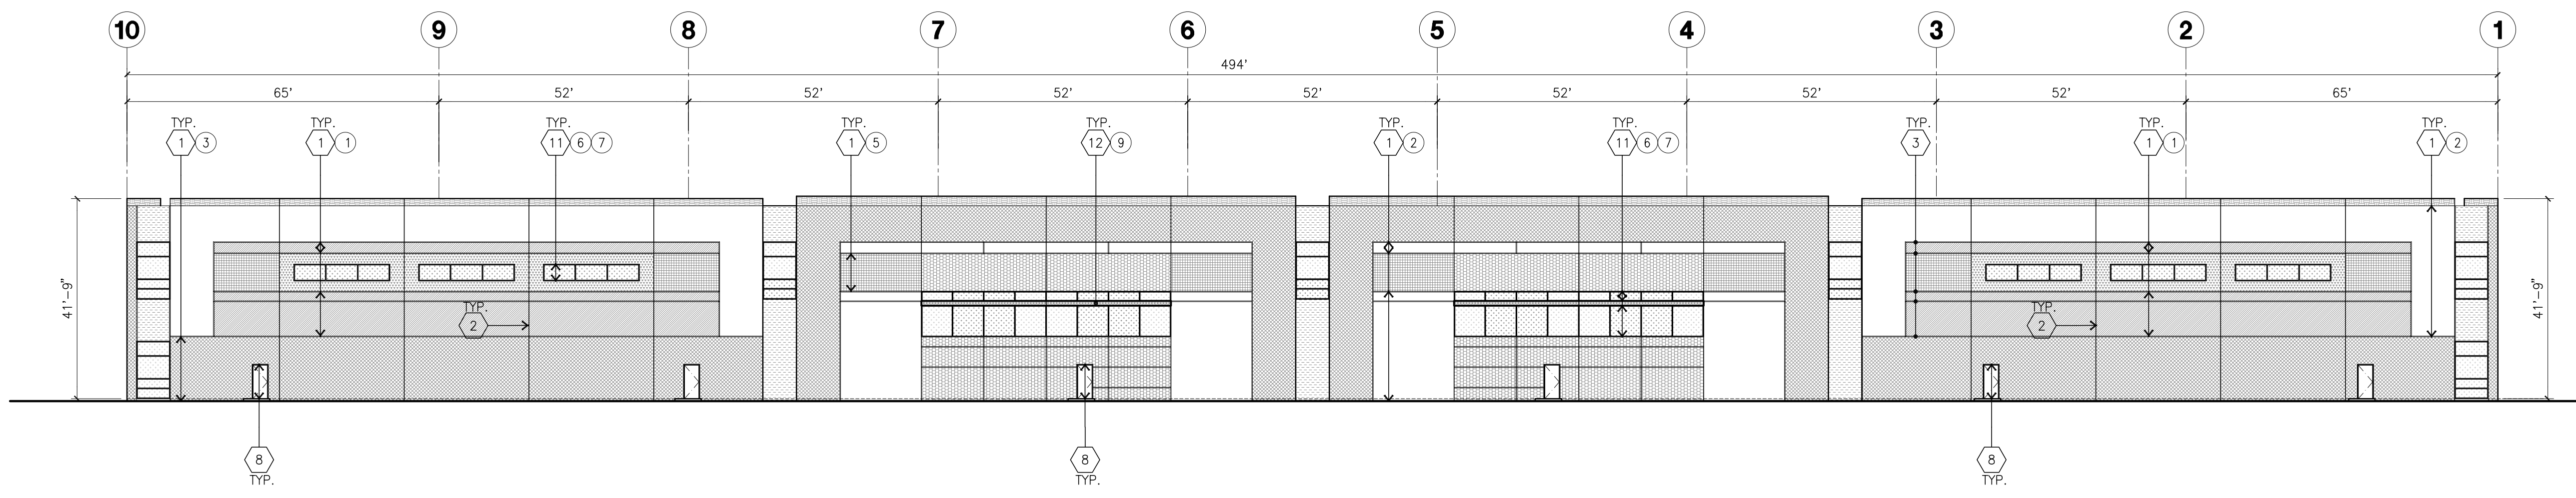 10 9 8 7 6 5 4 3 2 1
494'
65' 52' 52' 52' 52' 52' 52' 52' 65'
TYP. TYP. TYP. TYP. TYP. TYP. TYP. TYP. TYP. TYP.
1 3 1 1 11 6 7 1 5 12 9 1 2 11 6 7 3 1 1 1 2
41'-9"
41'-9"
TYP. TYP.
2 2
8 8 8
TYP. TYP. TYP.